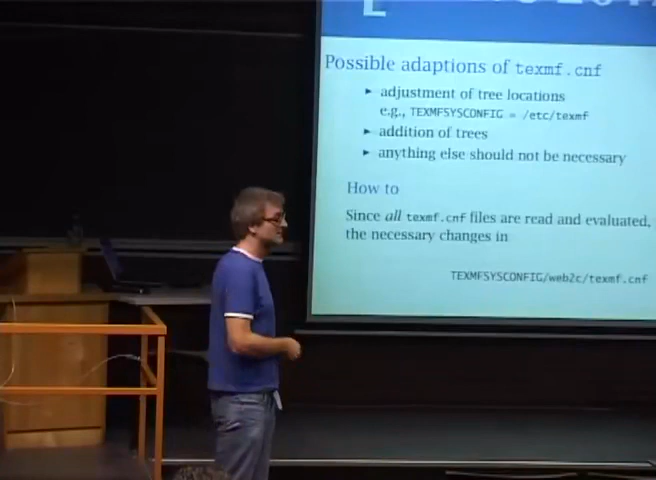 Possible adaptions of texmf.cnf
► adjustment of tree locations
e.g., TEXMFSYSCONFIG = /etc/texmf
► addition of trees
► anything else should not be necessary
How to
Since all texmf.cnf files are read and evaluated,
the necessary changes in
TEXMFSYSCONFIG/web2c/texmf.cnf